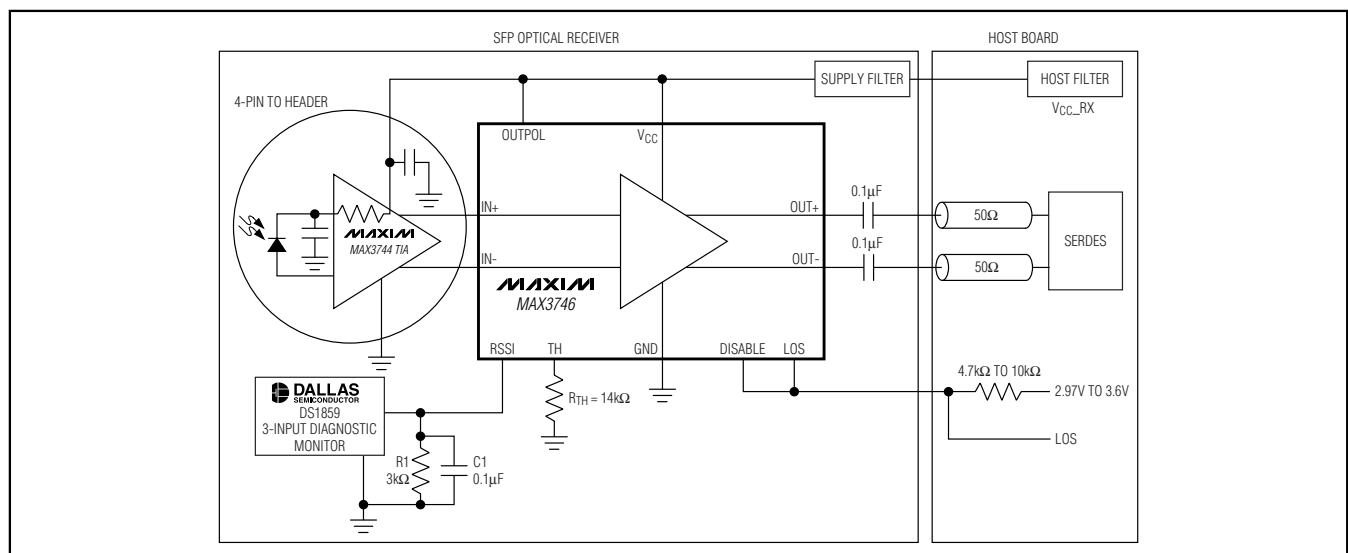 SFP OPTICAL RECEIVER
HOST BOARD
SUPPLY FILTER
HOST FILTER
VCC_RX
4-PIN TO HEADER
OUTPOL
VCC
MAXIM
MAX3744 TIA
IN+
IN-
MAXIM
MAX3746
OUT+
OUT-
0.1µF
0.1µF
50Ω
50Ω
SERDES
RSSI
TH
GND
DISABLE
LOS
RTH = 14kΩ
4.7kΩ TO 10kΩ
2.97V TO 3.6V
LOS
DALLAS
SEMICONDUCTOR
DS1859
3-INPUT DIAGNOSTIC
MONITOR
R1
3kΩ
C1
0.1µF